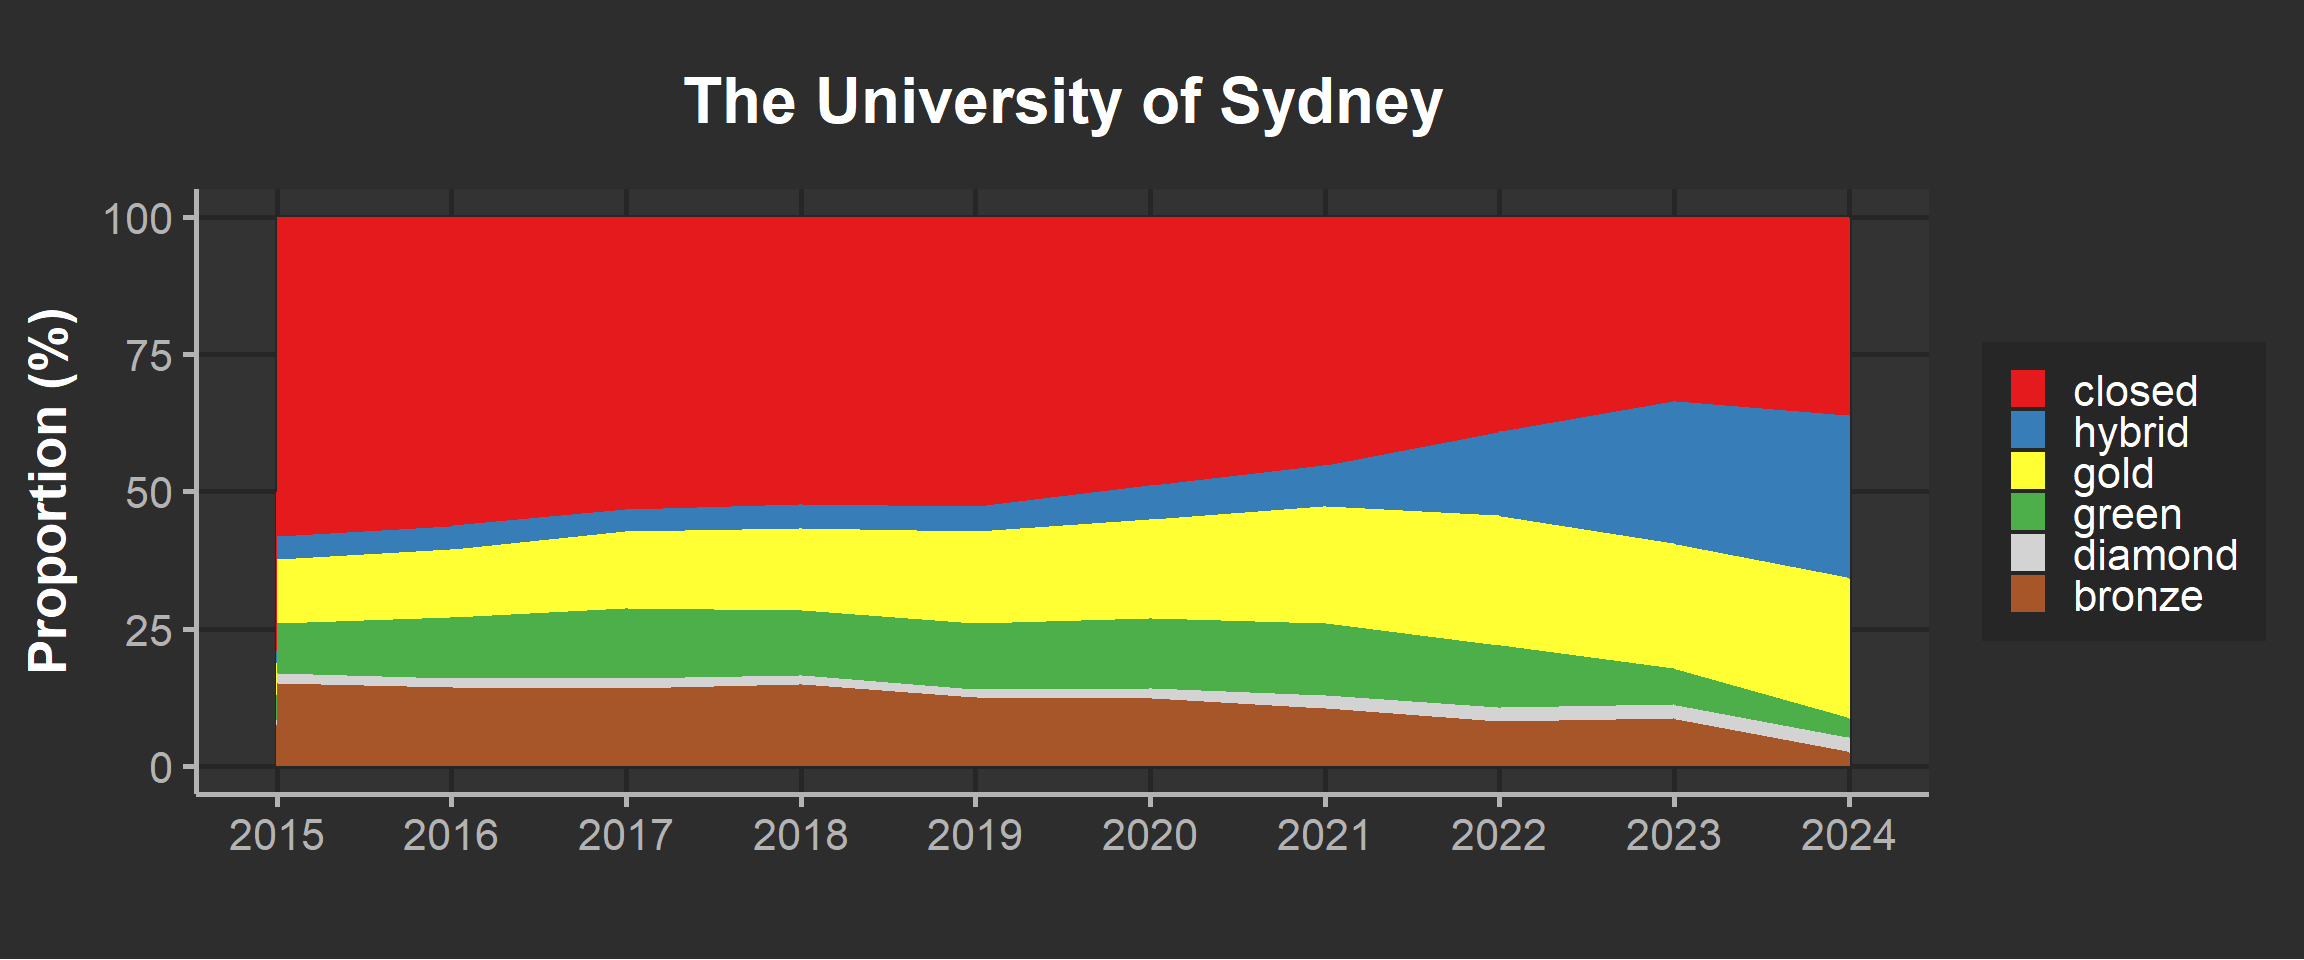 The University of Sydney
Proportion (%)
100
75
50
25
0
2015 2016 2017 2018 2019 2020 2021 2022 2023 2024
closed
hybrid
gold
green
diamond
bronze